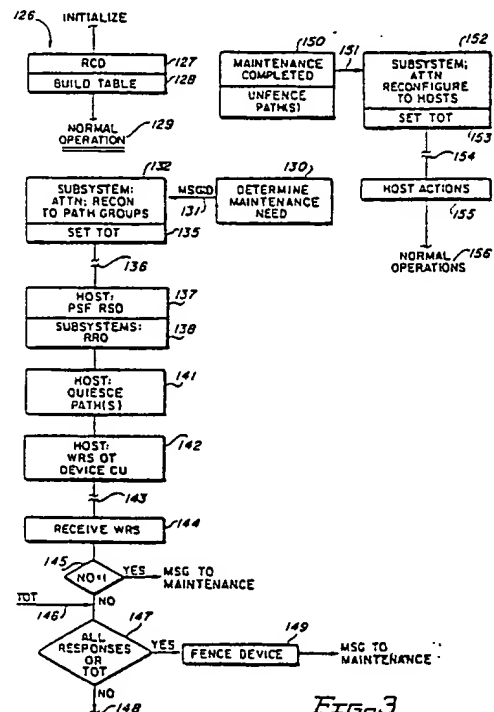 126
INITIALIZE
RCD
127
BUILD TABLE
128
NORMAL
OPERATION
129
150
MAINTENANCE
COMPLETED
UNFENCE
PATH(S)
151
152
SUBSYSTEM;
ATTN
RECONFIGURE
TO HOSTS
SET TOT
153
154
HOST ACTIONS
155
NORMAL
OPERATIONS
156
132
SUBSYSTEM:
ATTN; RECON
TO PATH GROUPS
SET TOT
135
MSG:D
131
130
DETERMINE
MAINTENANCE
NEED
136
HOST:
PSF RSD
137
SUBSYSTEMS:
RRQ
138
HOST:
QUIESCE
PATH(S)
141
HOST:
WRS OT
DEVICE CU
142
143
RECEIVE WRS
144
145
YES
MSG TO
MAINTENANCE
NO
TOT
146
147
ALL
RESPONSES
OR
TOT
YES
149
FENCE DEVICE
MSG TO
MAINTENANCE
NO
148
FIG. 3